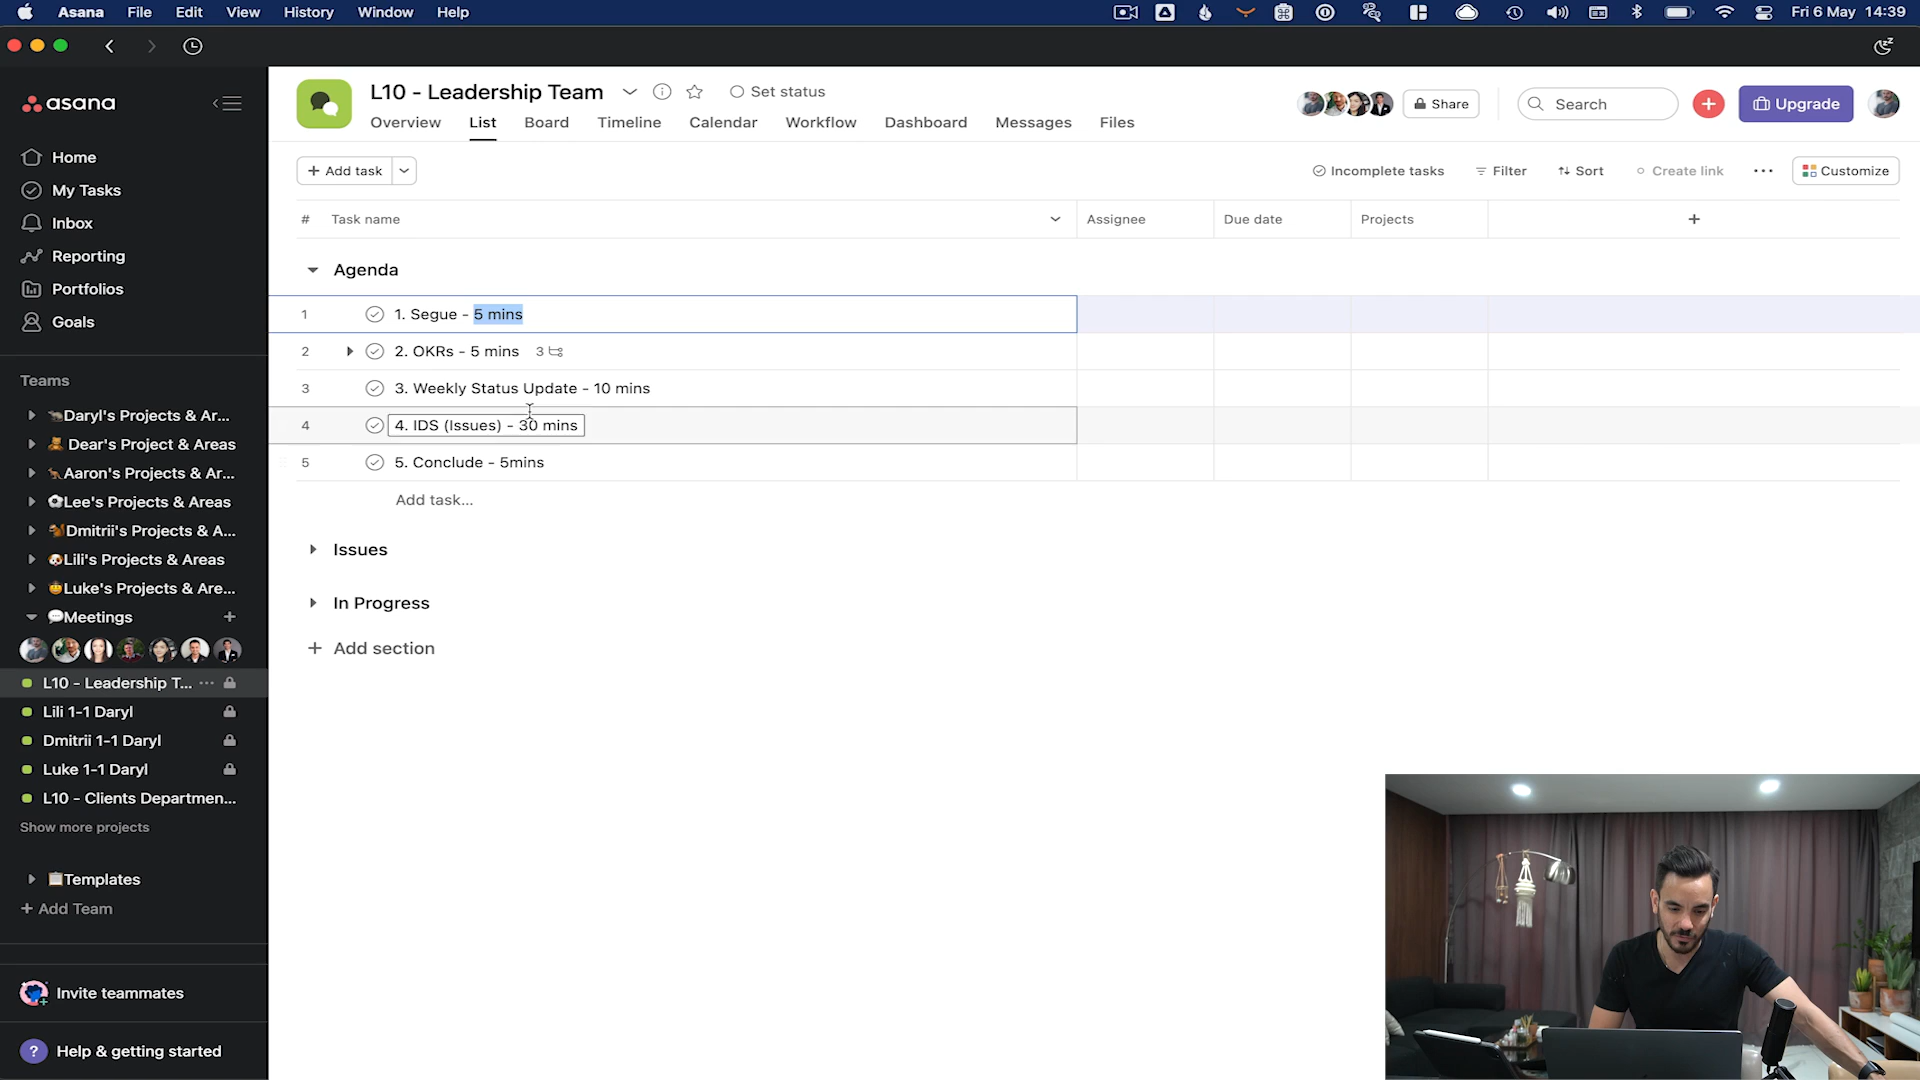 Asana File Edit View History Window Help Fri 6 May 14:39
asana
Home
My Tasks
Inbox
Reporting
Portfolios
Goals
Teams
🐀Daryl's Projects & Ar...
🧸 Dear's Project & Areas
🦘Aaron's Projects & Ar...
⚽Lee's Projects & Areas
🐿Dmitrii's Projects & A...
🐶Lili's Projects & Areas
🤠Luke's Projects & Are...
💬Meetings +
L10 - Leadership T... ...
Lili 1-1 Daryl
Dmitrii 1-1 Daryl
Luke 1-1 Daryl
L10 - Clients Departmen...
Show more projects
📋Templates
+ Add Team
Invite teammates
? Help & getting started
L10 - Leadership Team Set status
Overview List Board Timeline Calendar Workflow Dashboard Messages Files
Share Search + Upgrade
+ Add task Incomplete tasks Filter Sort Create link ... Customize
# Task name Assignee Due date Projects +
Agenda
1 1. Segue - 5 mins
2 2. OKRs - 5 mins 3
3 3. Weekly Status Update - 10 mins
4 4. IDS (Issues) - 30 mins
5 5. Conclude - 5mins
Add task...
Issues
In Progress
+ Add section